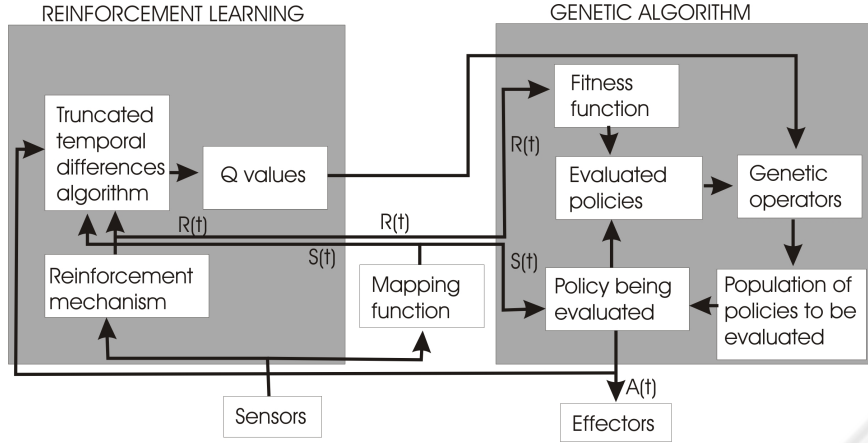 REINFORCEMENT LEARNING
GENETIC ALGORITHM
Truncated
temporal
differences
algorithm
Q values
Fitness
function
R(t)
Evaluated
policies
Genetic
operators
R(t)
R(t)
S(t)
S(t)
Reinforcement
mechanism
Mapping
function
Policy being
evaluated
Population of
policies to be
evaluated
A(t)
Sensors
Effectors